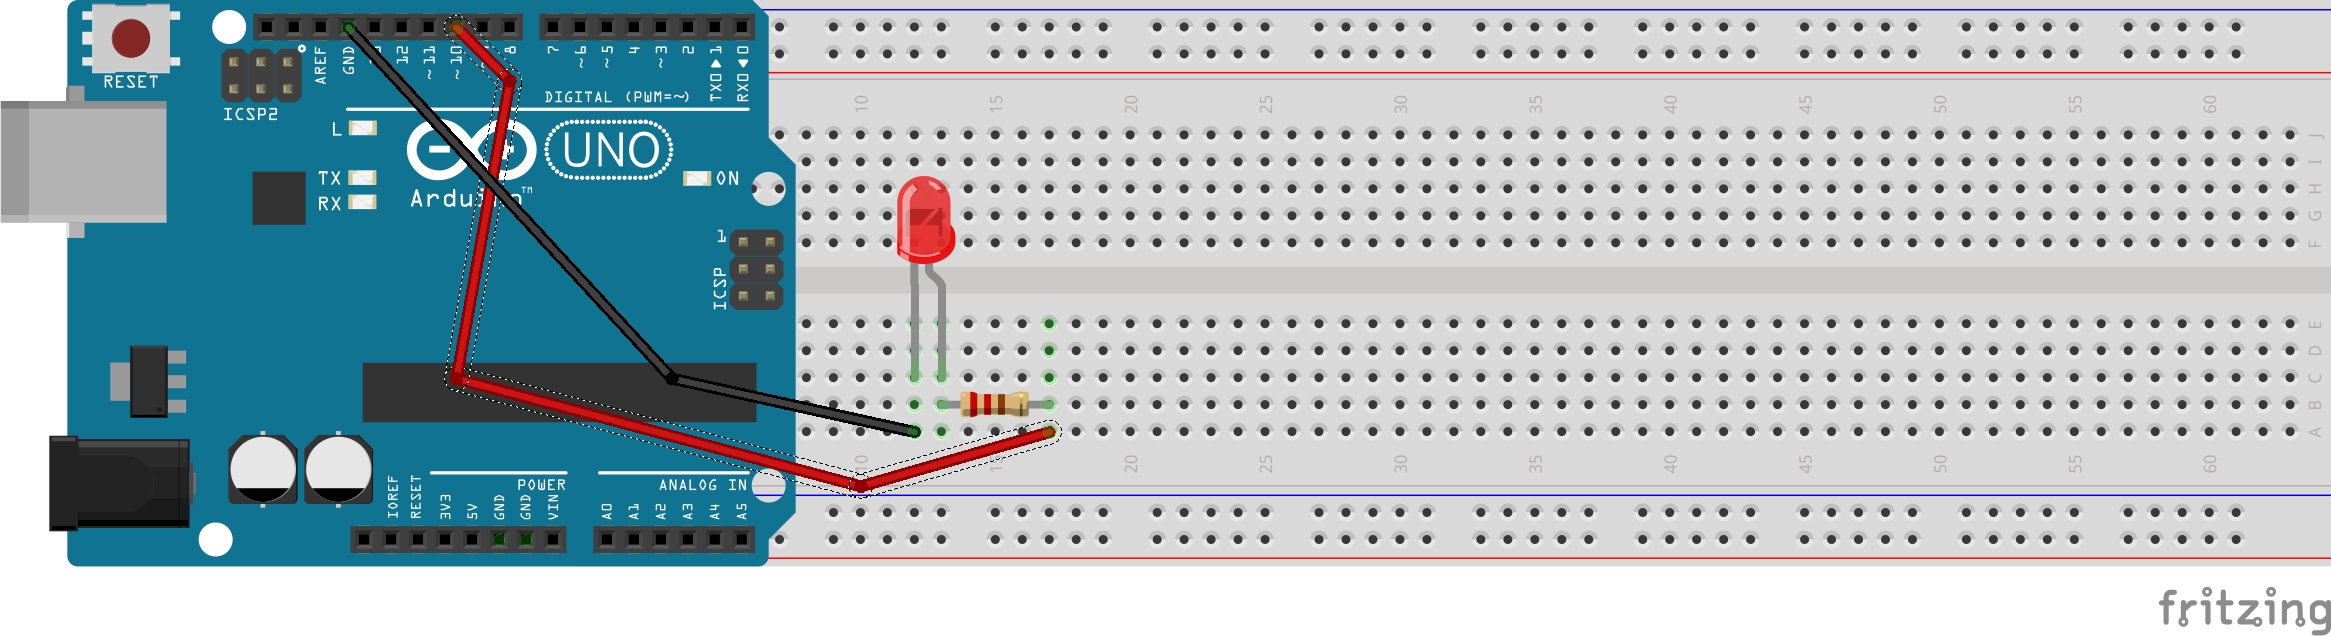 AREF
GND
12
~11
~10
8
7
~6
~5
4
~3
2
TX0▶1
RX0◀0
RESET
ICSP2
DIGITAL (PWM=~)
L
TX
RX
UNO
ON
TM
1
ICSP
10 15 20 25 30 35 40 45 50 55 60
J
I
H
G
F
E
D
C
B
A
10 20 25 30 35 40 45 50 55 60
POWER
ANALOG IN
IOREF
RESET
3V3
5V
GND
GND
VIN
A0
A1
A2
A3
A4
A5
fritzing